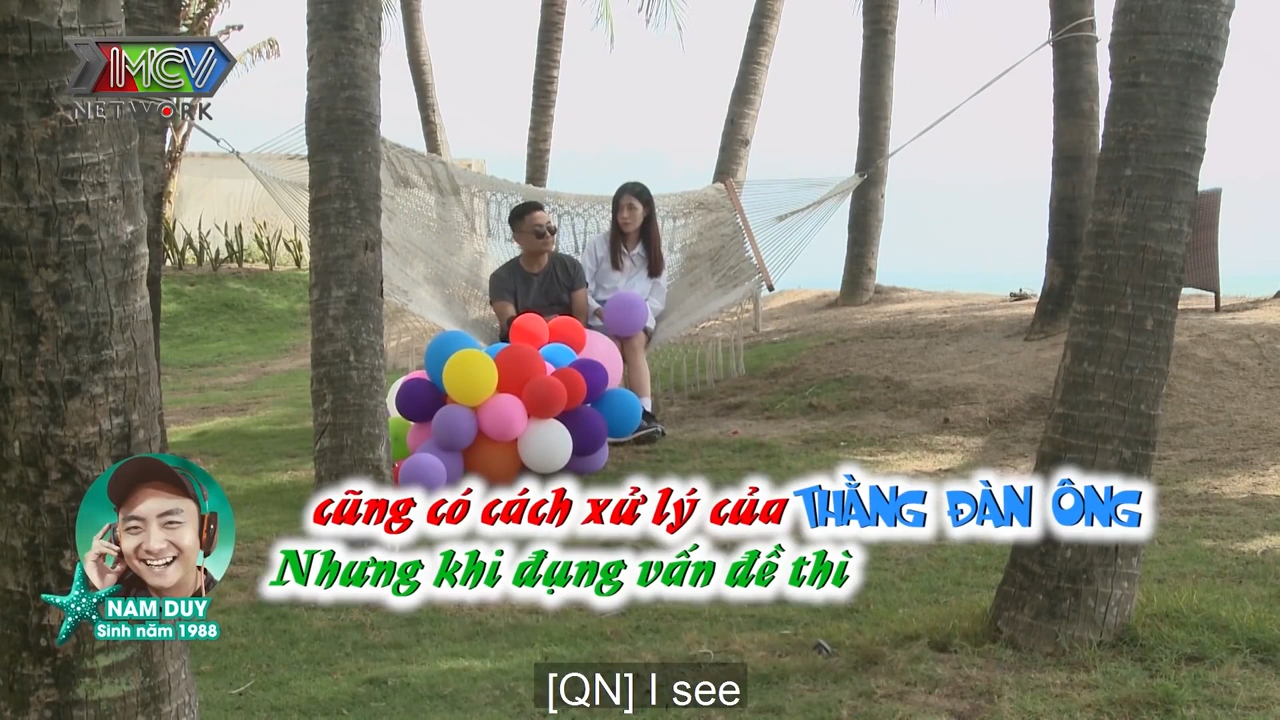 MCV
NETWORK
cũng có cách xử lý của THẰNG ĐÀN ÔNG
Nhưng khi đụng vấn đề thì
NAM DUY
Sinh năm 1988
[QN] I see